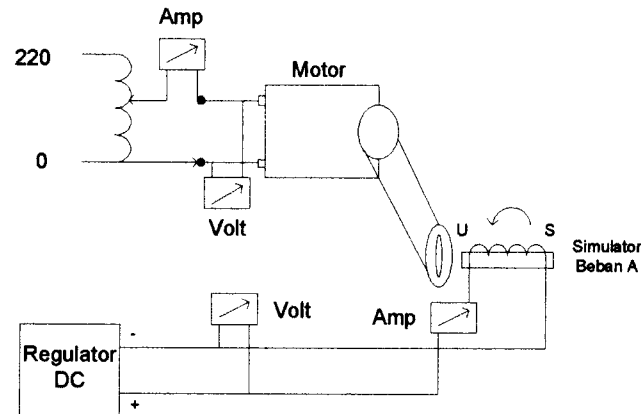 Amp
220
Motor
0
Volt
U
S
Simulator
Beban A
Volt
Amp
-
Regulator
DC
+